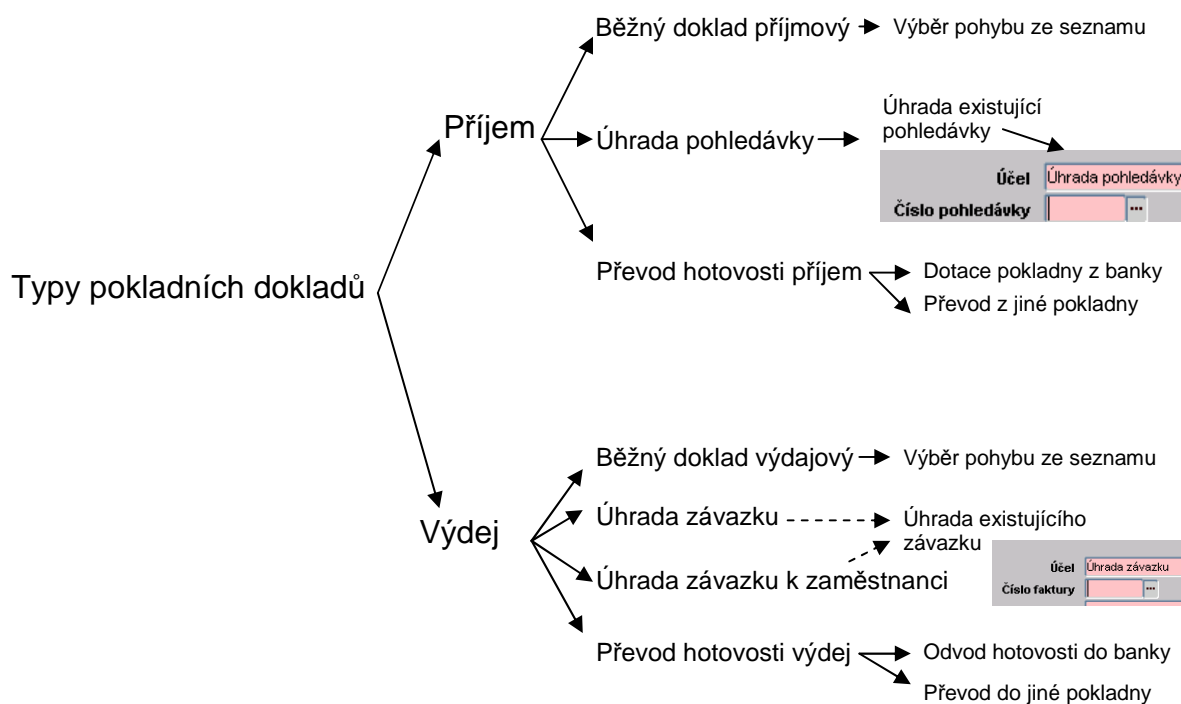 Běžný doklad příjmový
Výběr pohybu ze seznamu
Příjem
Úhrada pohledávky
Úhrada existující
pohledávky
Účel Úhrada pohledávky
Číslo pohledávky ...
Převod hotovosti příjem
Dotace pokladny z banky
Převod z jiné pokladny
Typy pokladních dokladů
Běžný doklad výdajový
Výběr pohybu ze seznamu
Výdej
Úhrada závazku
Úhrada existujícího
závazku
Úhrada závazku k zaměstnanci
Účel Úhrada závazku
Číslo faktury ...
Převod hotovosti výdej
Odvod hotovosti do banky
Převod do jiné pokladny